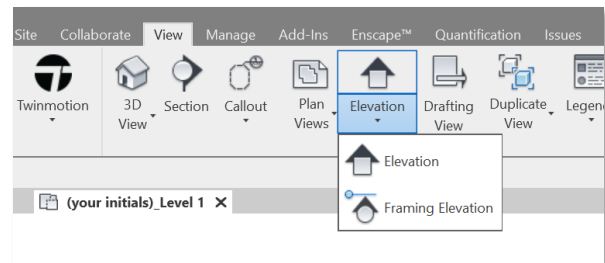 Site Collaborate View Manage Add-Ins Enscape™ Quantification Issues
Twinmotion 3D Section Callout Plan Elevation Drafting Duplicate Legen
View Views View View
Elevation
Framing Elevation
(your initials)_Level 1